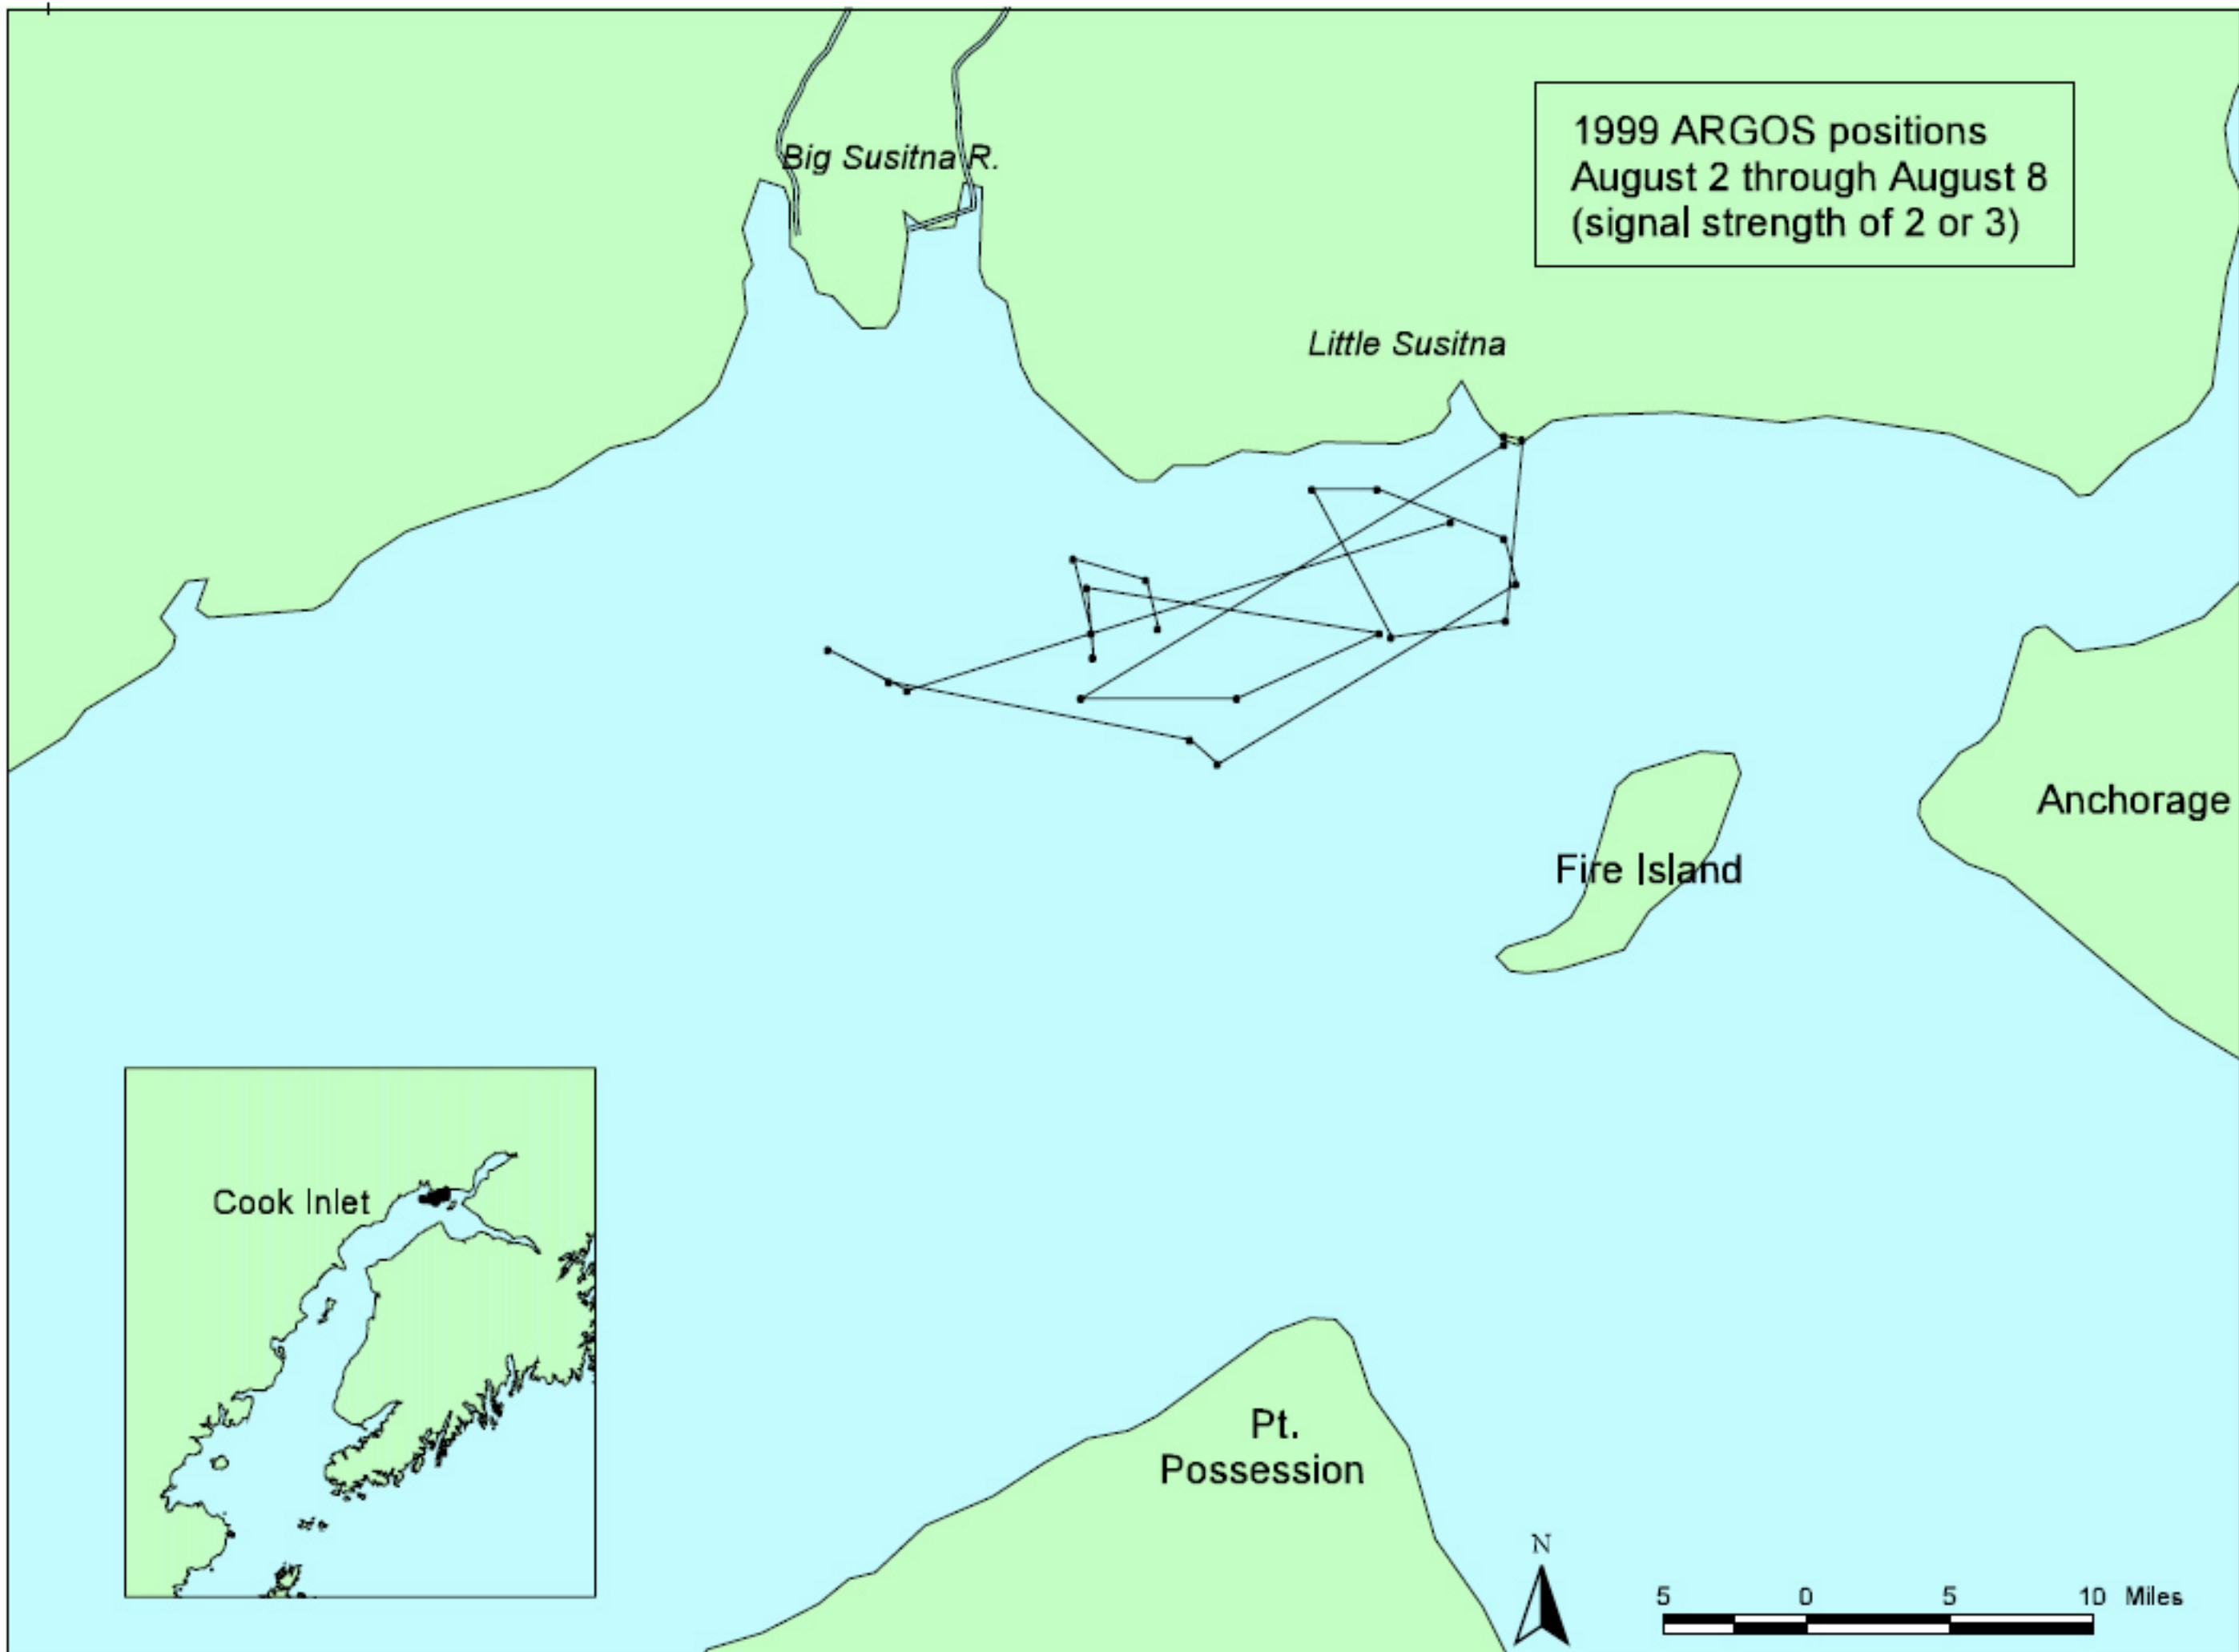 Big Susitna R.
1999 ARGOS positions
August 2 through August 8
(signal strength of 2 or 3)
Little Susitna
Anchorage
Fire Island
Cook Inlet
Pt.
Possession
N
5 0 5 10 Miles